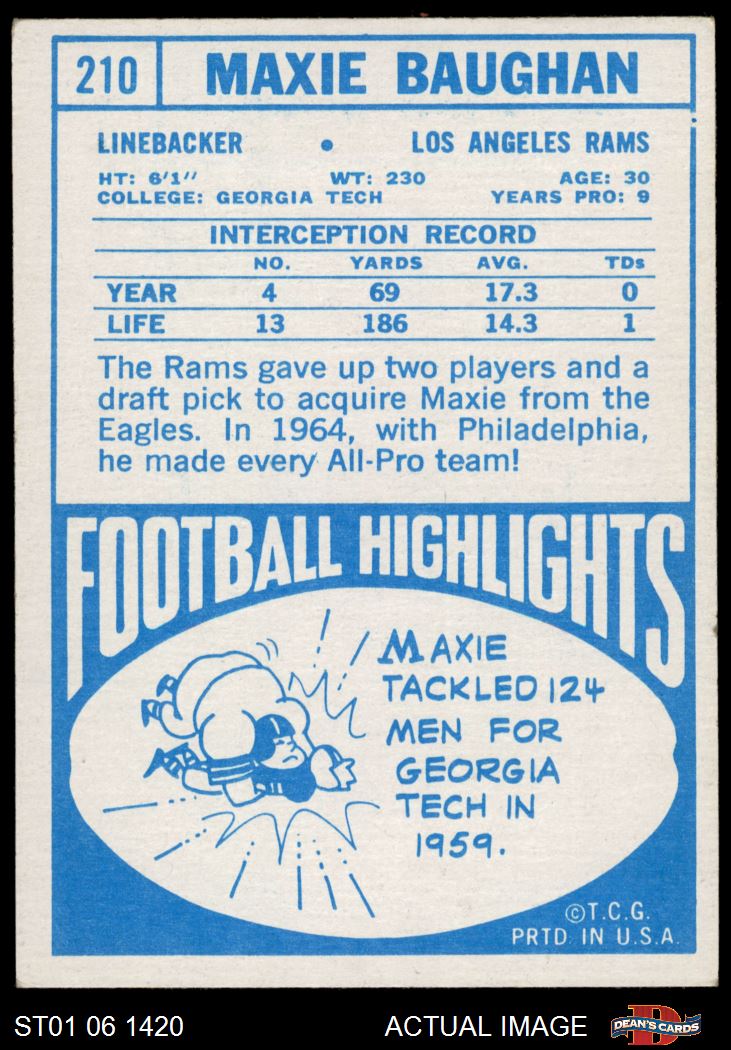 210 MAXIE BAUGHAN
LINEBACKER • LOS ANGELES RAMS
HT: 6'1" WT: 230 AGE: 30
COLLEGE: GEORGIA TECH YEARS PRO: 9
INTERCEPTION RECORD
NO. YARDS AVG. TDs
YEAR 4 69 17.3 0
LIFE 13 186 14.3 1
The Rams gave up two players and a
draft pick to acquire Maxie from the
Eagles. In 1964, with Philadelphia,
he made every All-Pro team!
FOOTBALL HIGHLIGHTS
MAXIE
TACKLED 124
MEN FOR
GEORGIA
TECH IN
1959.
©T.C.G.
PRTD. IN U.S.A.
ST01 06 1420 ACTUAL IMAGE DEAN'S CARDS